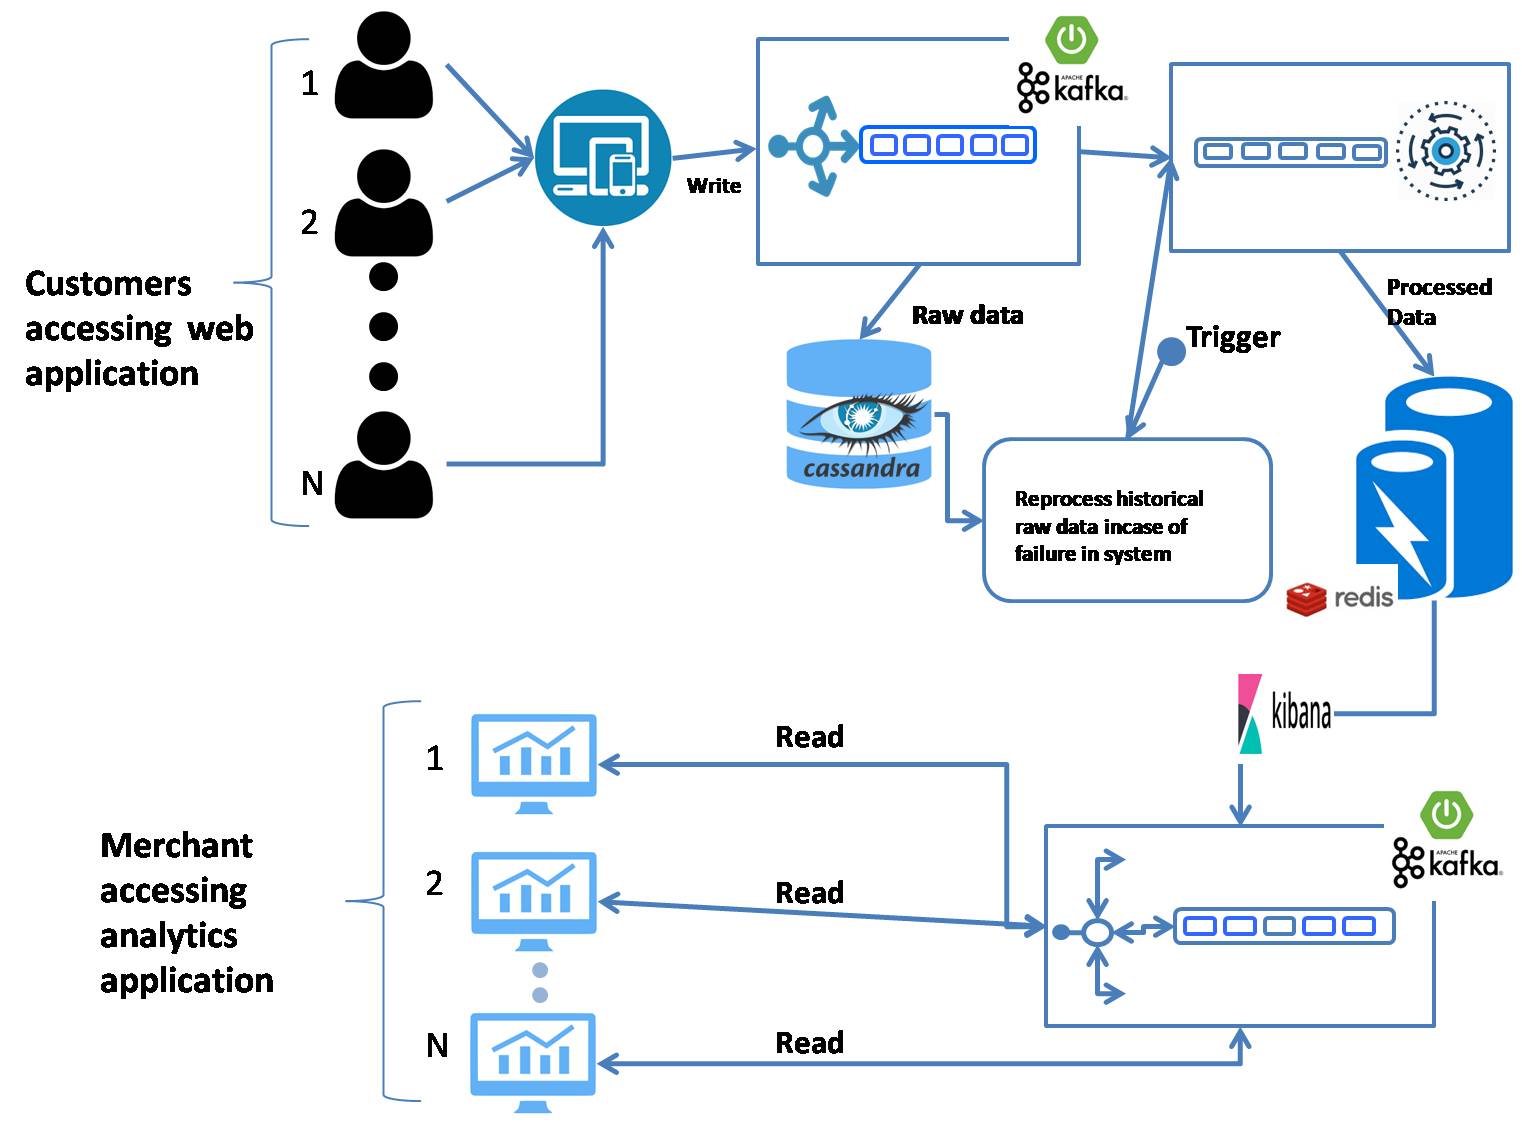 1
2
N
Customers
accessing web
application
Write
APACHE
kafka
Raw data
cassandra
Trigger
Processed
Data
Reprocess historical
raw data incase of
failure in system
redis
kibana
Merchant
accessing
analytics
application
1
2
N
Read
Read
Read
APACHE
kafka